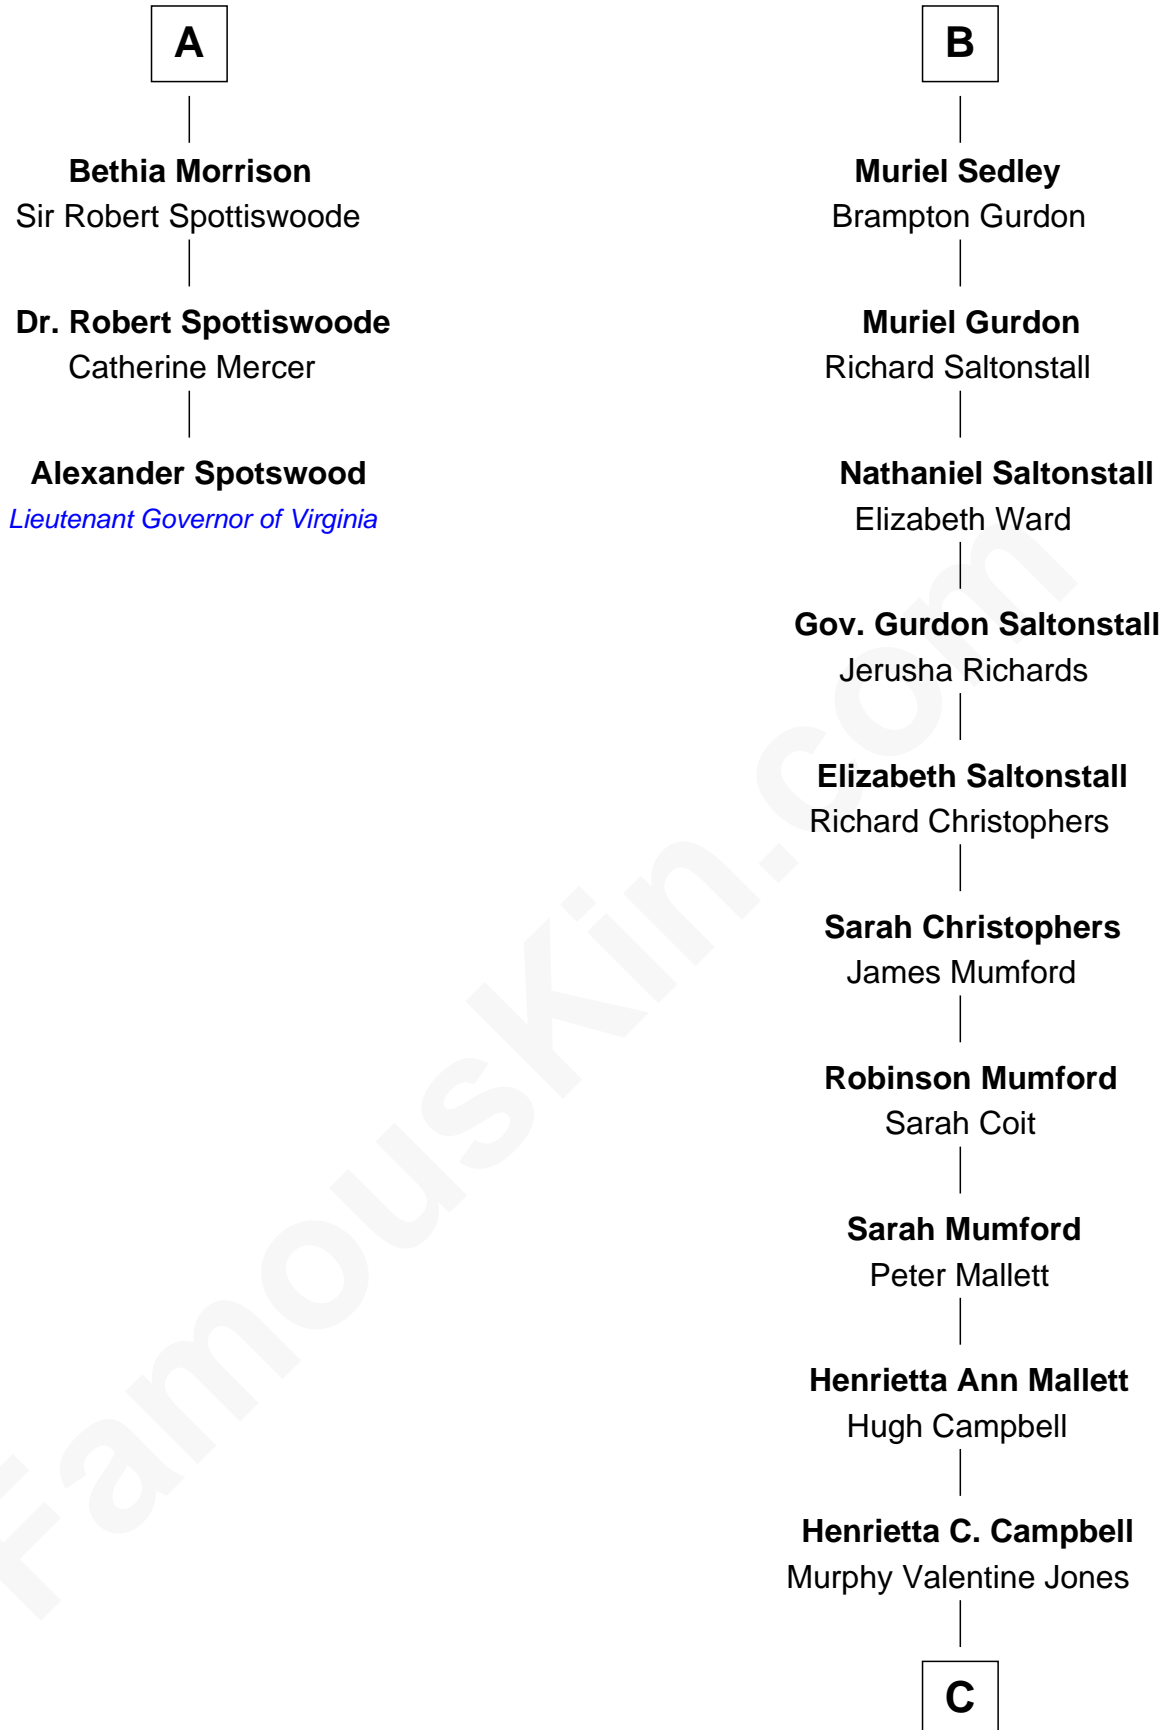 A
Bethia Morrison
Sir Robert Spottiswoode
Dr. Robert Spottiswoode
Catherine Mercer
Alexander Spotswood
Lieutenant Governor of Virginia
B
Muriel Sedley
Brampton Gurdon
Muriel Gurdon
Richard Saltonstall
Nathaniel Saltonstall
Elizabeth Ward
Gov. Gurdon Saltonstall
Jerusha Richards
Elizabeth Saltonstall
Richard Christophers
Sarah Christophers
James Mumford
Robinson Mumford
Sarah Coit
Sarah Mumford
Peter Mallett
Henrietta Ann Mallett
Hugh Campbell
Henrietta C. Campbell
Murphy Valentine Jones
C
FamousKin.com